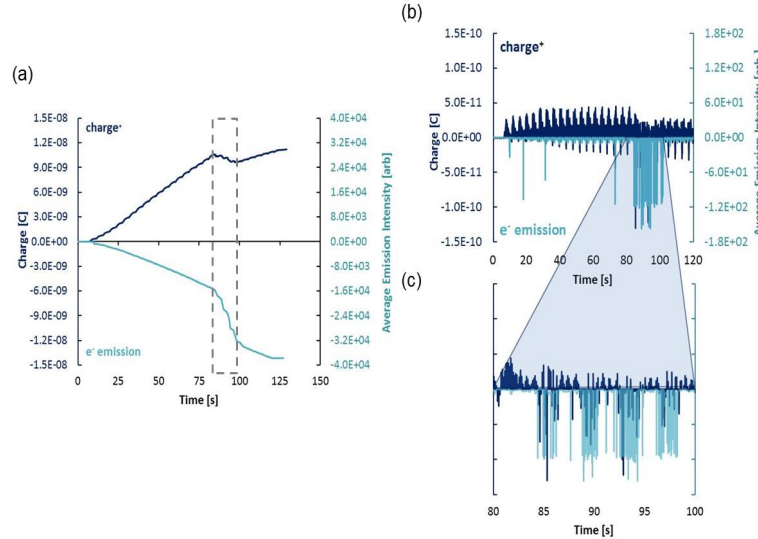 (a)
1.5E-08
1.2E-08
9.0E-09
6.0E-09
3.0E-09
0.0E+00
-3.0E-09
-6.0E-09
-9.0E-09
-1.2E-08
-1.5E-08
Charge [C]
charge⁺
e⁻ emission
4.0E+04
3.2E+04
2.4E+04
1.6E+04
8.0E+03
0.0E+00
-8.0E+03
-1.6E+04
-2.4E+04
-3.2E+04
-4.0E+04
Average Emission Intensity [arb]
0 25 50 75 100 125 150
Time [s]
(b)
1.5E-10
1.0E-10
5.0E-11
0.0E+00
-5.0E-11
-1.0E-10
-1.5E-10
Charge [C]
charge⁺
e⁻ emission
1.8E+02
1.2E+02
6.0E+01
0.0E+00
-6.0E+01
-1.2E+02
-1.8E+02
Average Emission Intensity [arb]
0 20 40 60 80 100 120
Time [s]
(c)
80 85 90 95 100
Time [s]